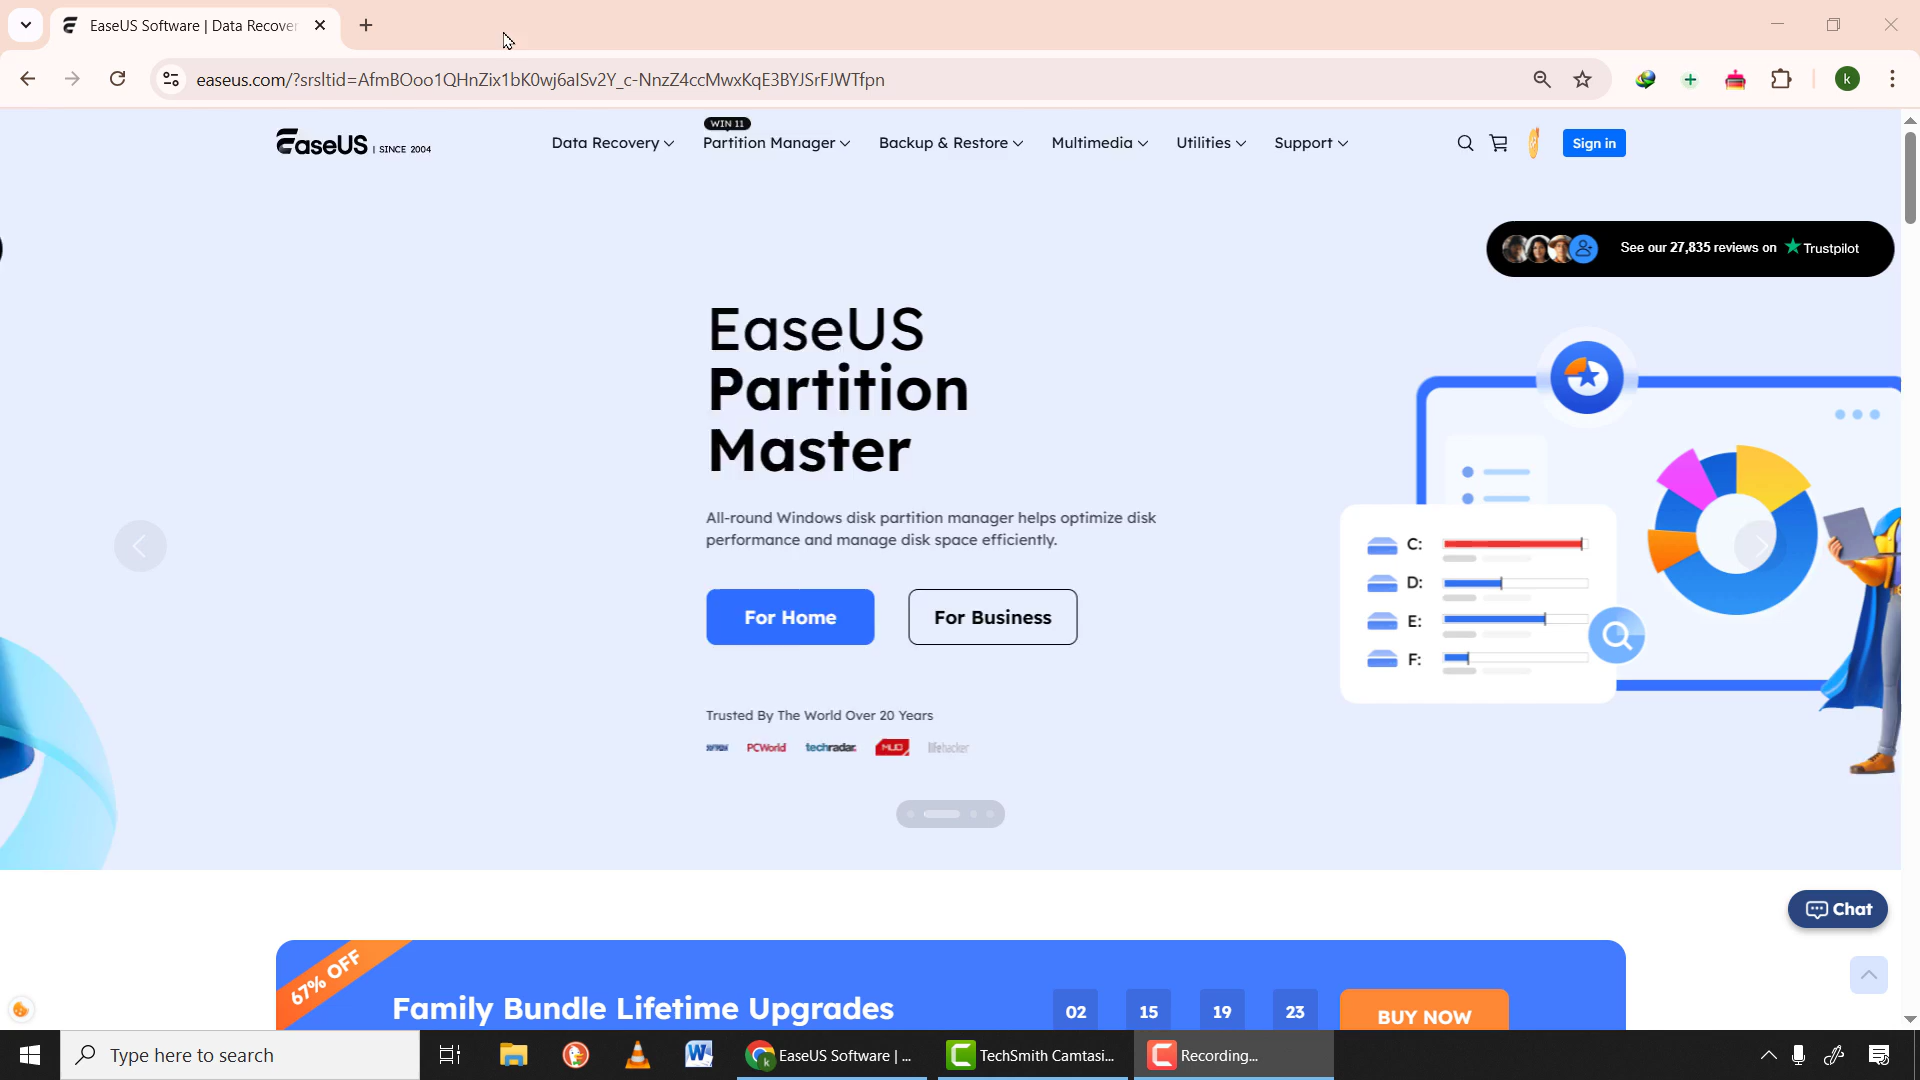 EaseUS Software | Data Recover
easeus.com/?srsltid=AfmBOoo1QHnZix1bK0wj6aISv2Y_c-NnzZ4ccMwxKqE3BYJSrFJWTfpn
k
EaseUS | SINCE 2004
Data Recovery
WIN 11
Partition Manager
Backup & Restore
Multimedia
Utilities
Support
Sign in
See our 27,835 reviews on Trustpilot
EaseUS
Partition
Master
All-round Windows disk partition manager helps optimize disk
performance and manage disk space efficiently.
For Home
For Business
C:
D:
E:
F:
Trusted By The World Over 20 Years
PCWorld techradar MUO lifehacker
Chat
67% OFF
Family Bundle Lifetime Upgrades
02 15 19 23
BUY NOW
Type here to search
EaseUS Software | ...
TechSmith Camtasi...
Recording...